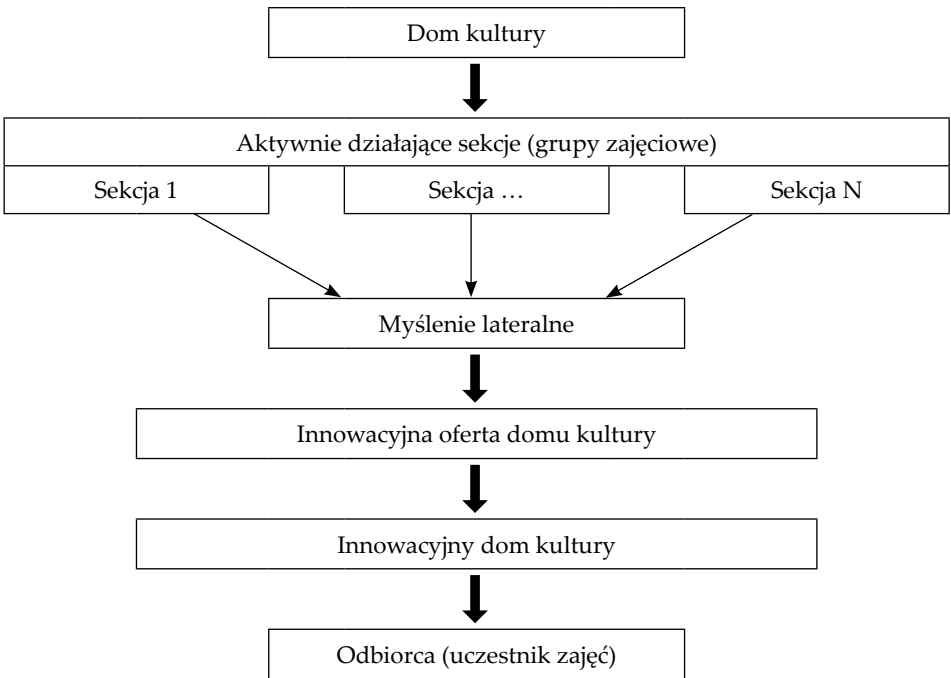 Dom kultury
Aktywnie działające sekcje (grupy zajęciowe)
Sekcja 1
Sekcja …
Sekcja N
Myślenie lateralne
Innowacyjna oferta domu kultury
Innowacyjny dom kultury
Odbiorca (uczestnik zajęć)